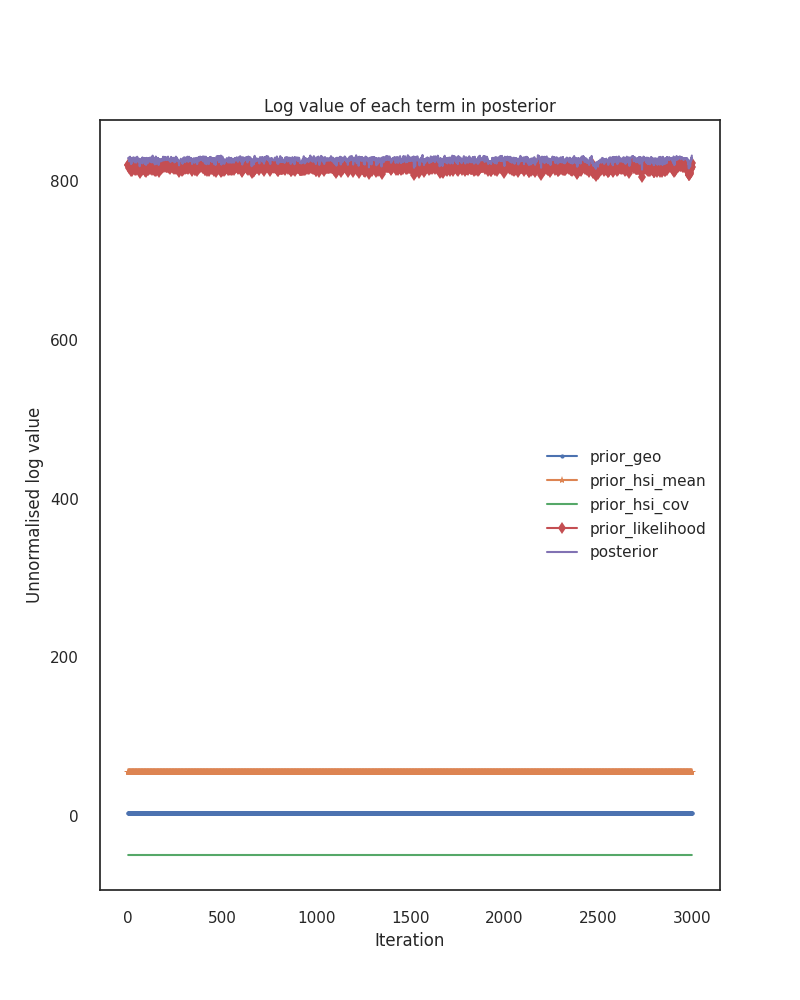 Log value of each term in posterior
Unnormalised log value
800
600
400
200
0
prior_geo
prior_hsi_mean
prior_hsi_cov
prior_likelihood
posterior
0 500 1000 1500 2000 2500 3000
Iteration